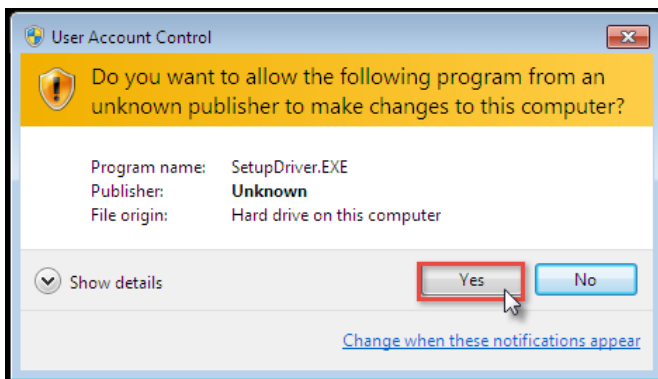 User Account Control
Do you want to allow the following program from an
unknown publisher to make changes to this computer?
Program name: SetupDriver.EXE
Publisher: Unknown
File origin: Hard drive on this computer
Show details
Yes No
Change when these notifications appear